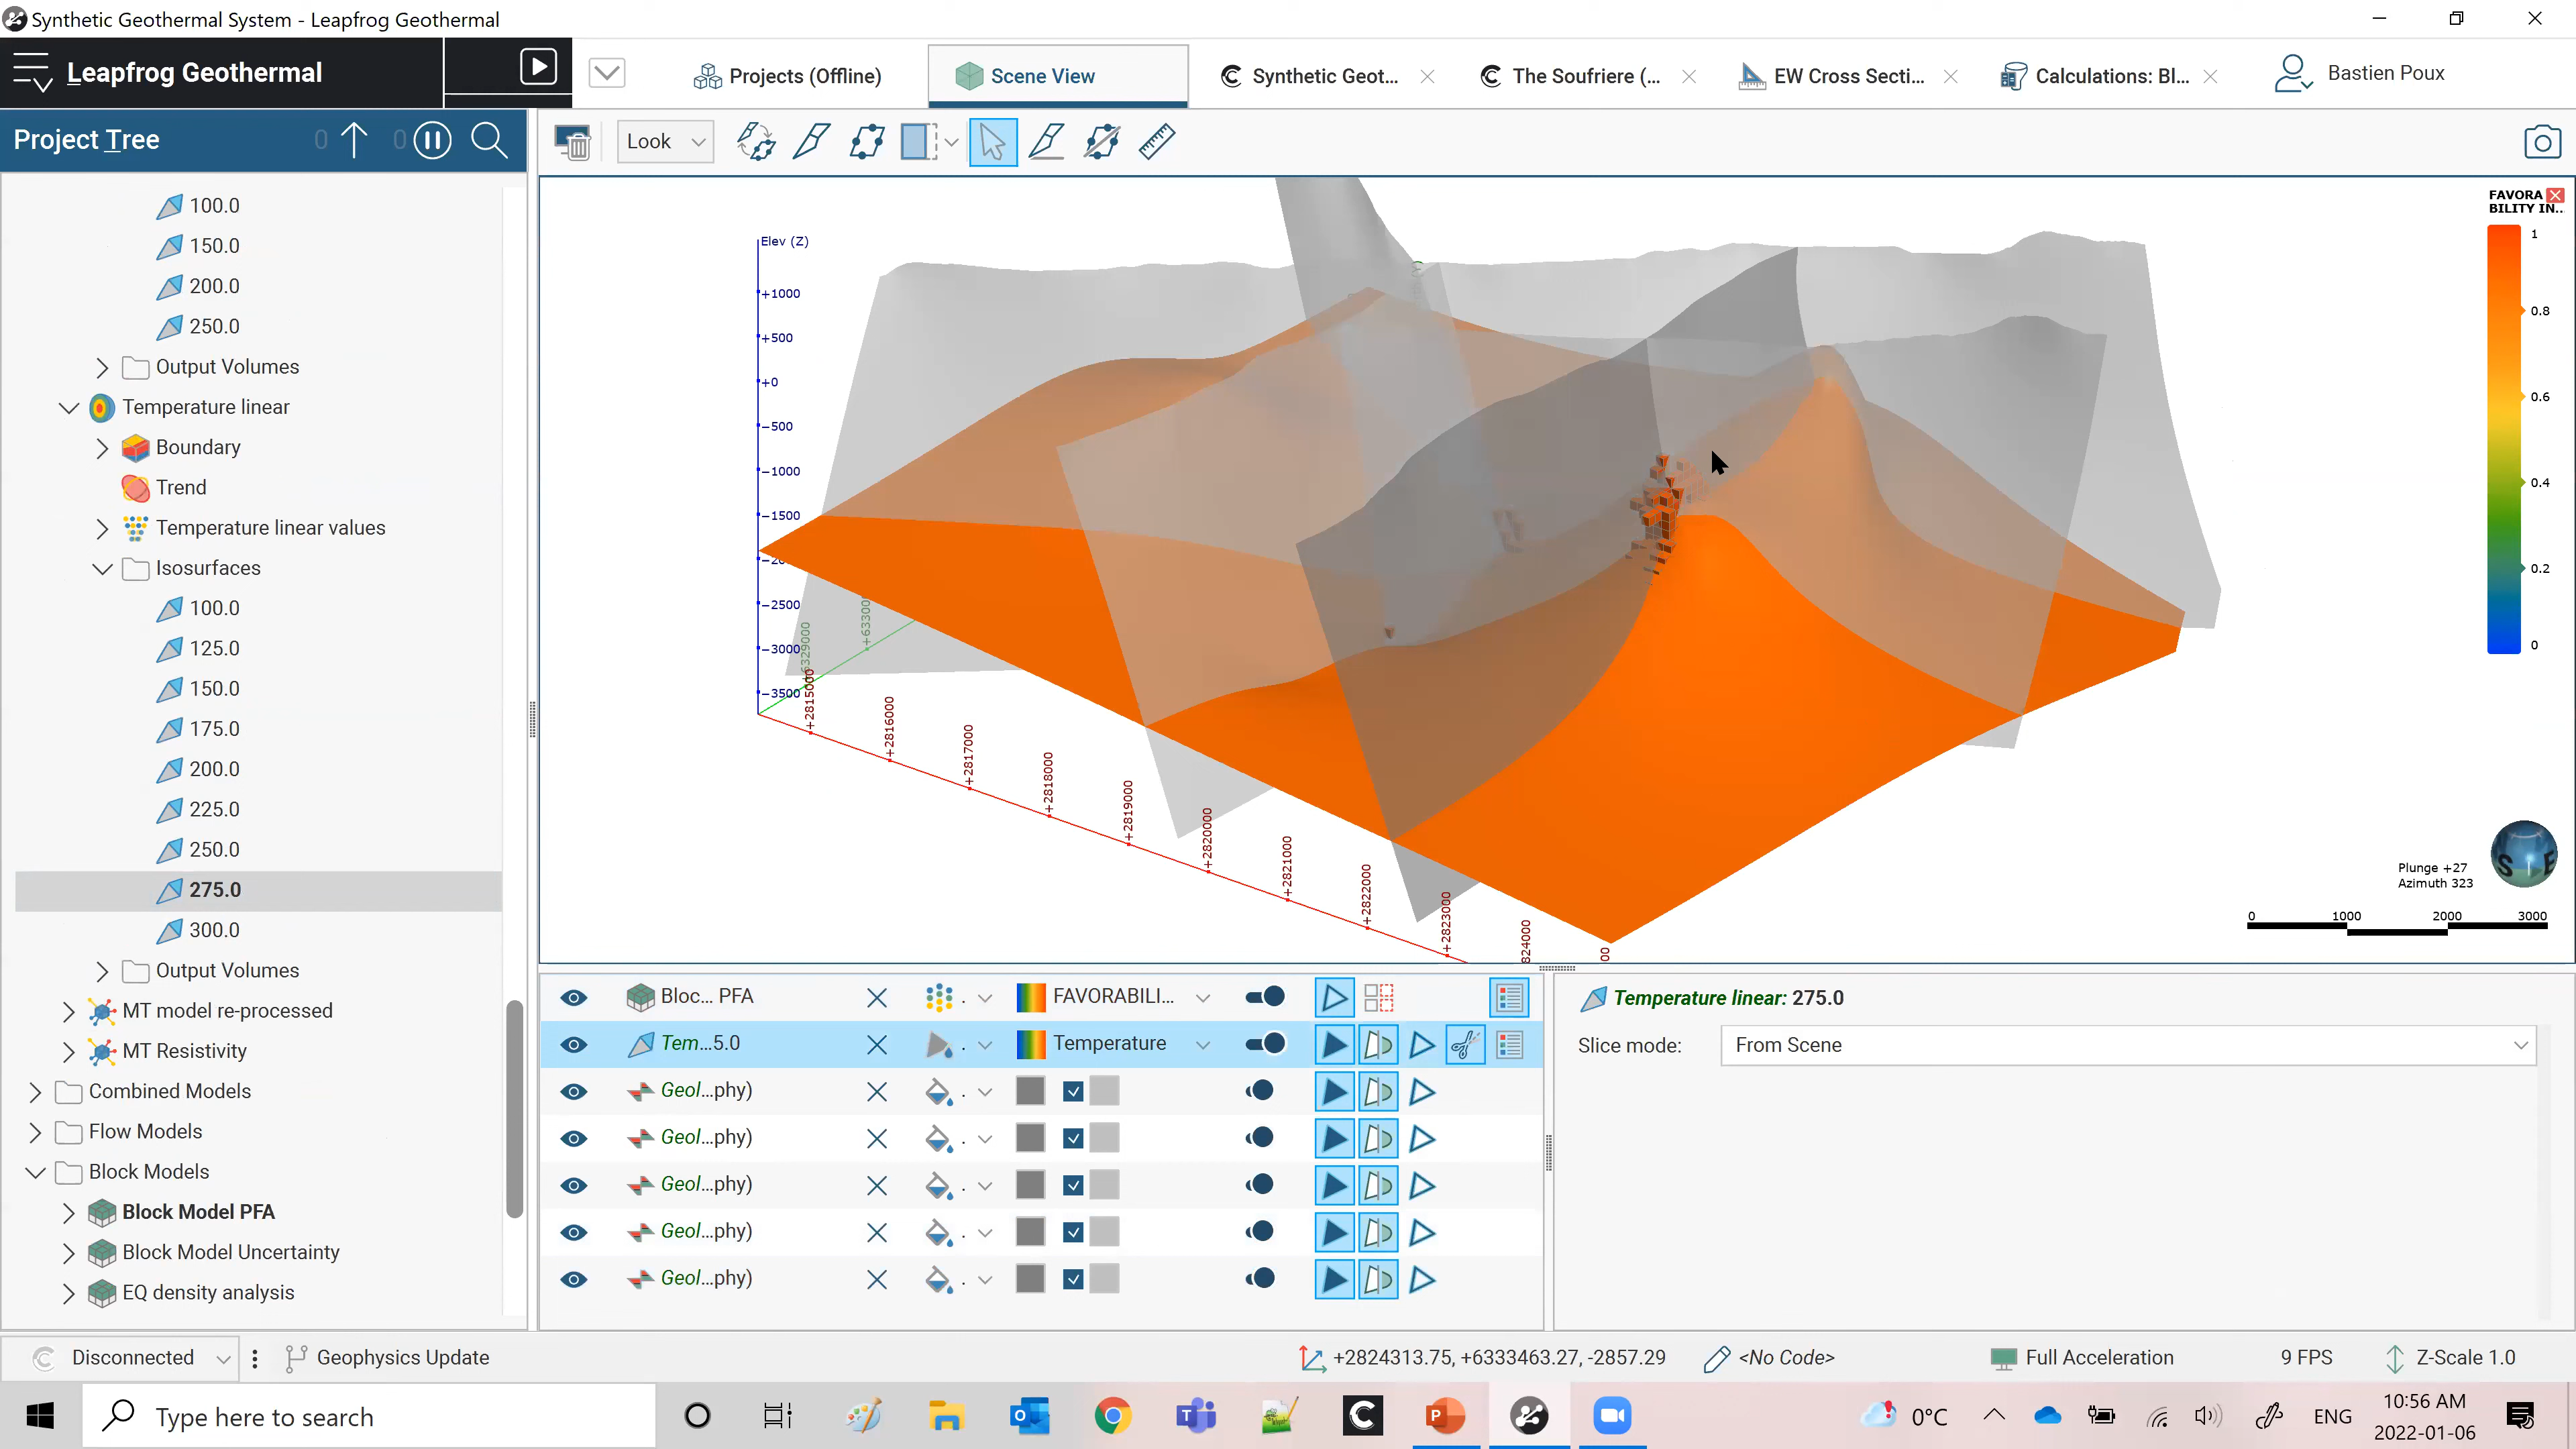 Synthetic Geothermal System - Leapfrog Geothermal
Leapfrog Geothermal
Projects (Offline)
Scene View
Synthetic Geot...
The Soufriere (...
EW Cross Secti...
Calculations: Bl...
Bastien Poux
Project Tree
0
0
Look
100.0
150.0
200.0
250.0
Output Volumes
Temperature linear
Boundary
Trend
Temperature linear values
Isosurfaces
100.0
125.0
150.0
175.0
200.0
225.0
250.0
275.0
300.0
Output Volumes
MT model re-processed
MT Resistivity
Combined Models
Flow Models
Block Models
Block Model PFA
Block Model Uncertainty
EQ density analysis
Elev (Z)
+1000
+500
+0
-500
-1000
-1500
-2500
-3000
-3500
+6329000
+2815000
+2816000
+2817000
+2818000
+2819000
+2820000
+2821000
+2822000
+2823000
824000
00
FAVORA
BILITY IN..
1
0.8
0.6
0.4
0.2
0
S E
Plunge +27
Azimuth 323
0 1000 2000 3000
Bloc... PFA
FAVORABILI...
Tem...5.0
Temperature
Geol...phy)
Geol...phy)
Geol...phy)
Geol...phy)
Geol...phy)
Temperature linear: 275.0
Slice mode:
From Scene
Disconnected
Geophysics Update
+2824313.75, +6333463.27, -2857.29
<No Code>
Full Acceleration
9 FPS
Z-Scale 1.0
Type here to search
0°C
ENG
10:56 AM
2022-01-06